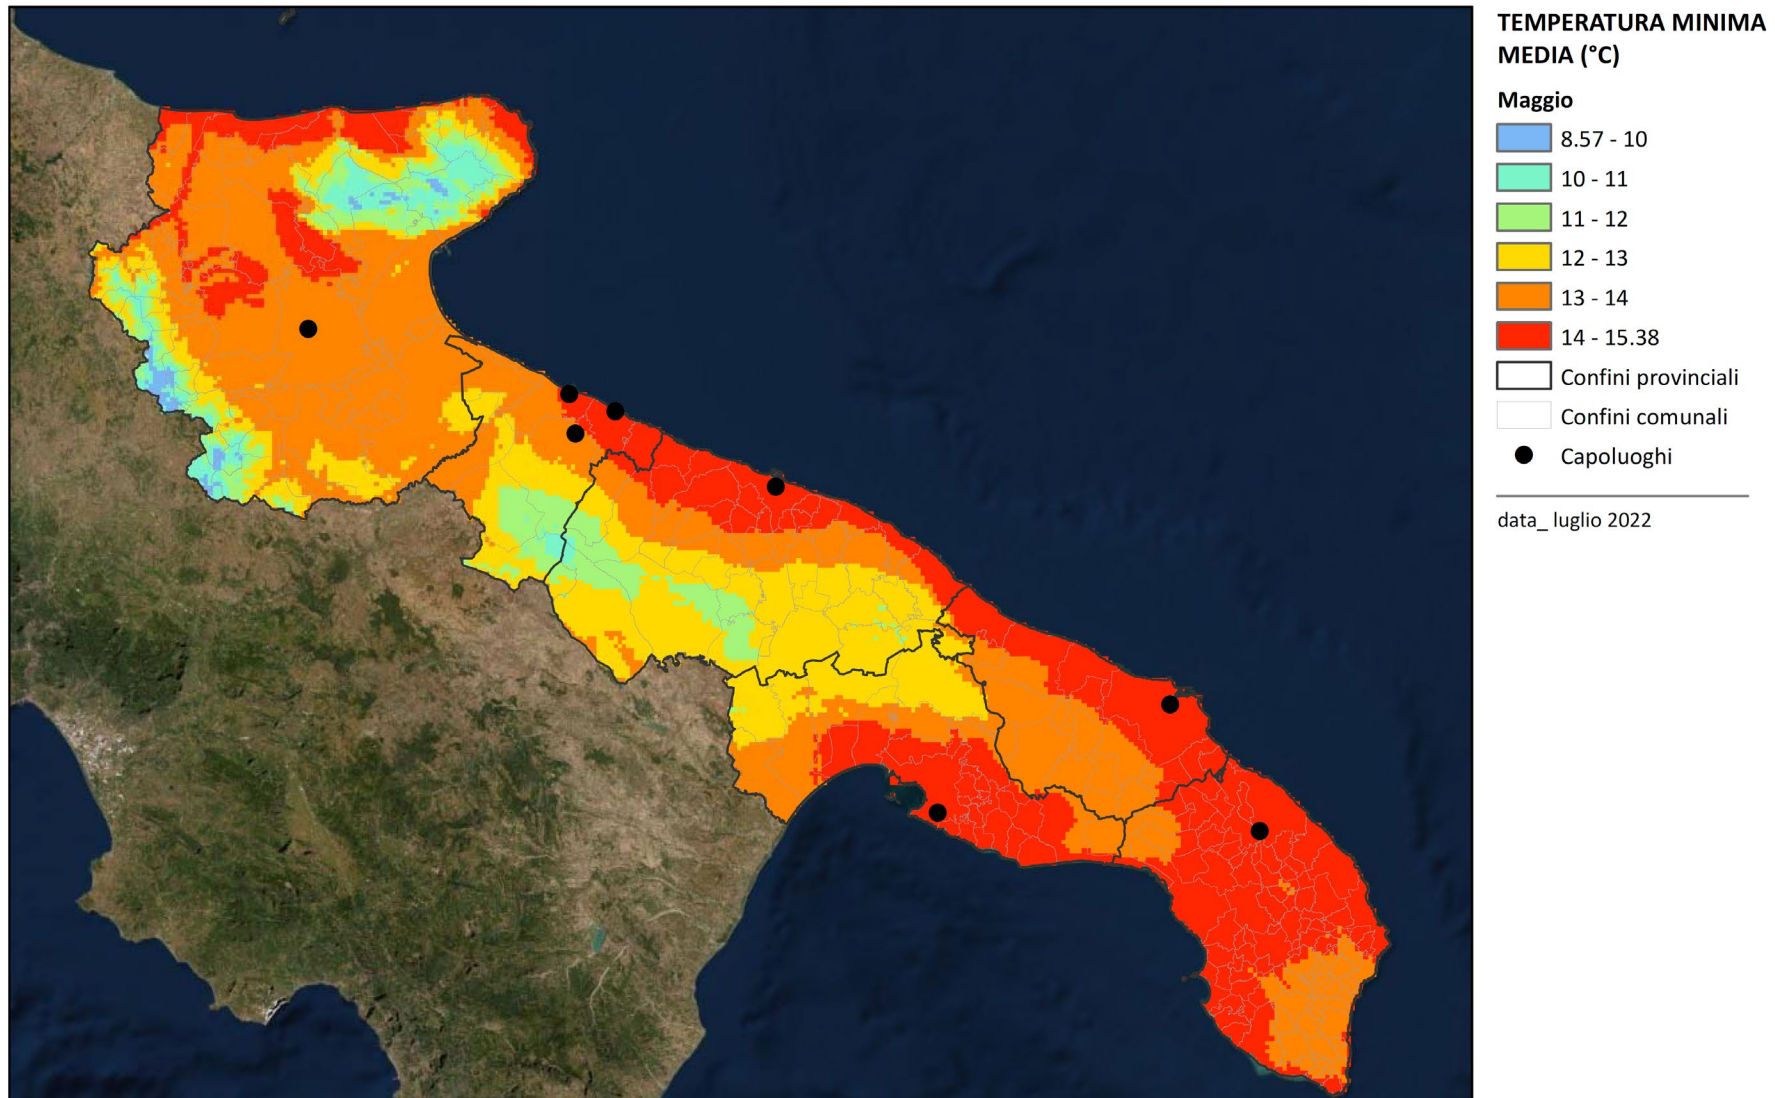 TEMPERATURA MINIMA
MEDIA (°C)
Maggio
8.57 - 10
10 - 11
11 - 12
12 - 13
13 - 14
14 - 15.38
Confini provinciali
Confini comunali
Capoluoghi
data_ luglio 2022